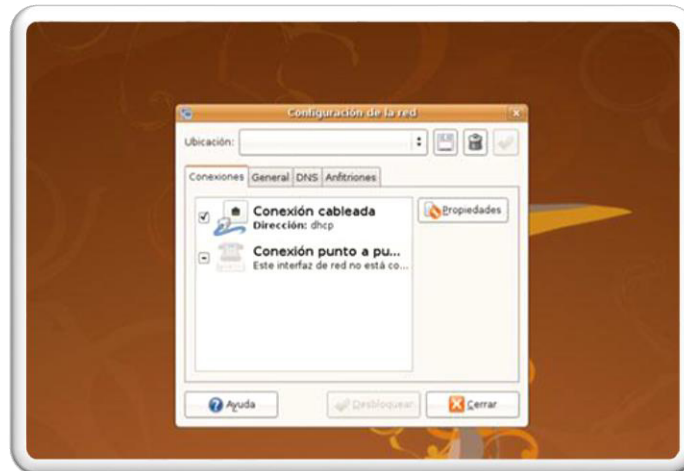 Configuración de la red
Ubicación:
Conexiones General DNS Anfitriones
Conexión cableada
Dirección: dhcp
Propiedades
Conexión punto a pu...
Este interfaz de red no está co...
Ayuda Desbloquear Cerrar